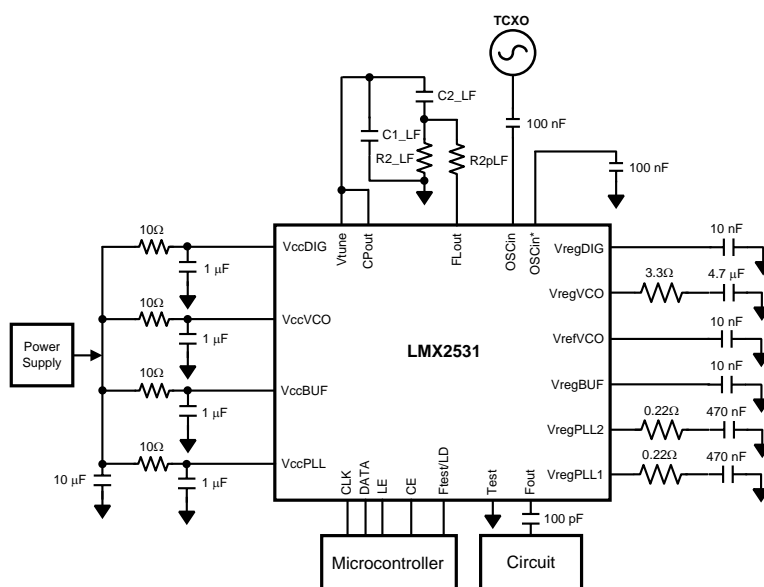 TCXO
100 nF
C2_LF
C1_LF
R2_LF
R2pLF
100 nF
Vtune
CPout
FLout
OSCin
OSCin*
10Ω
VccDIG
1 µF
10Ω
VccVCO
1 µF
Power
Supply
10Ω
VccBUF
1 µF
10Ω
VccPLL
1 µF
10 µF
LMX2531
VregDIG
10 nF
VregVCO
3.3Ω
4.7 µF
VrefVCO
10 nF
VregBUF
10 nF
VregPLL2
0.22Ω
470 nF
VregPLL1
0.22Ω
470 nF
CLK
DATA
LE
CE
Ftest/LD
Test
Fout
100 pF
Microcontroller
Circuit